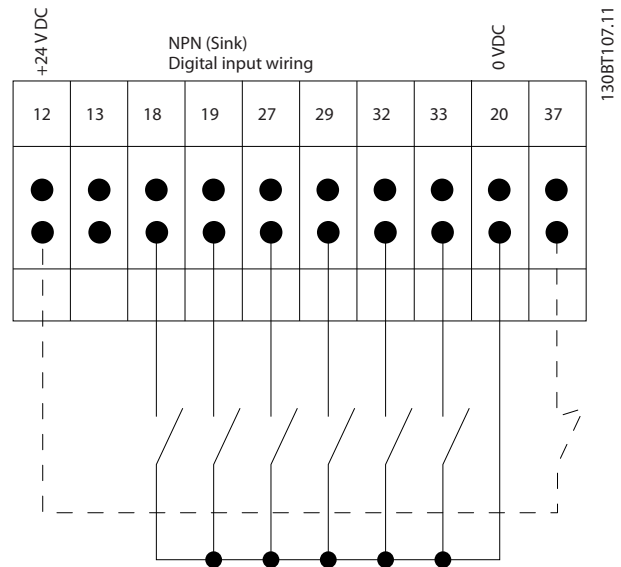 +24 V DC
NPN (Sink)
Digital input wiring
0 VDC
130BT107.11
12 13 18 19 27 29 32 33 20 37